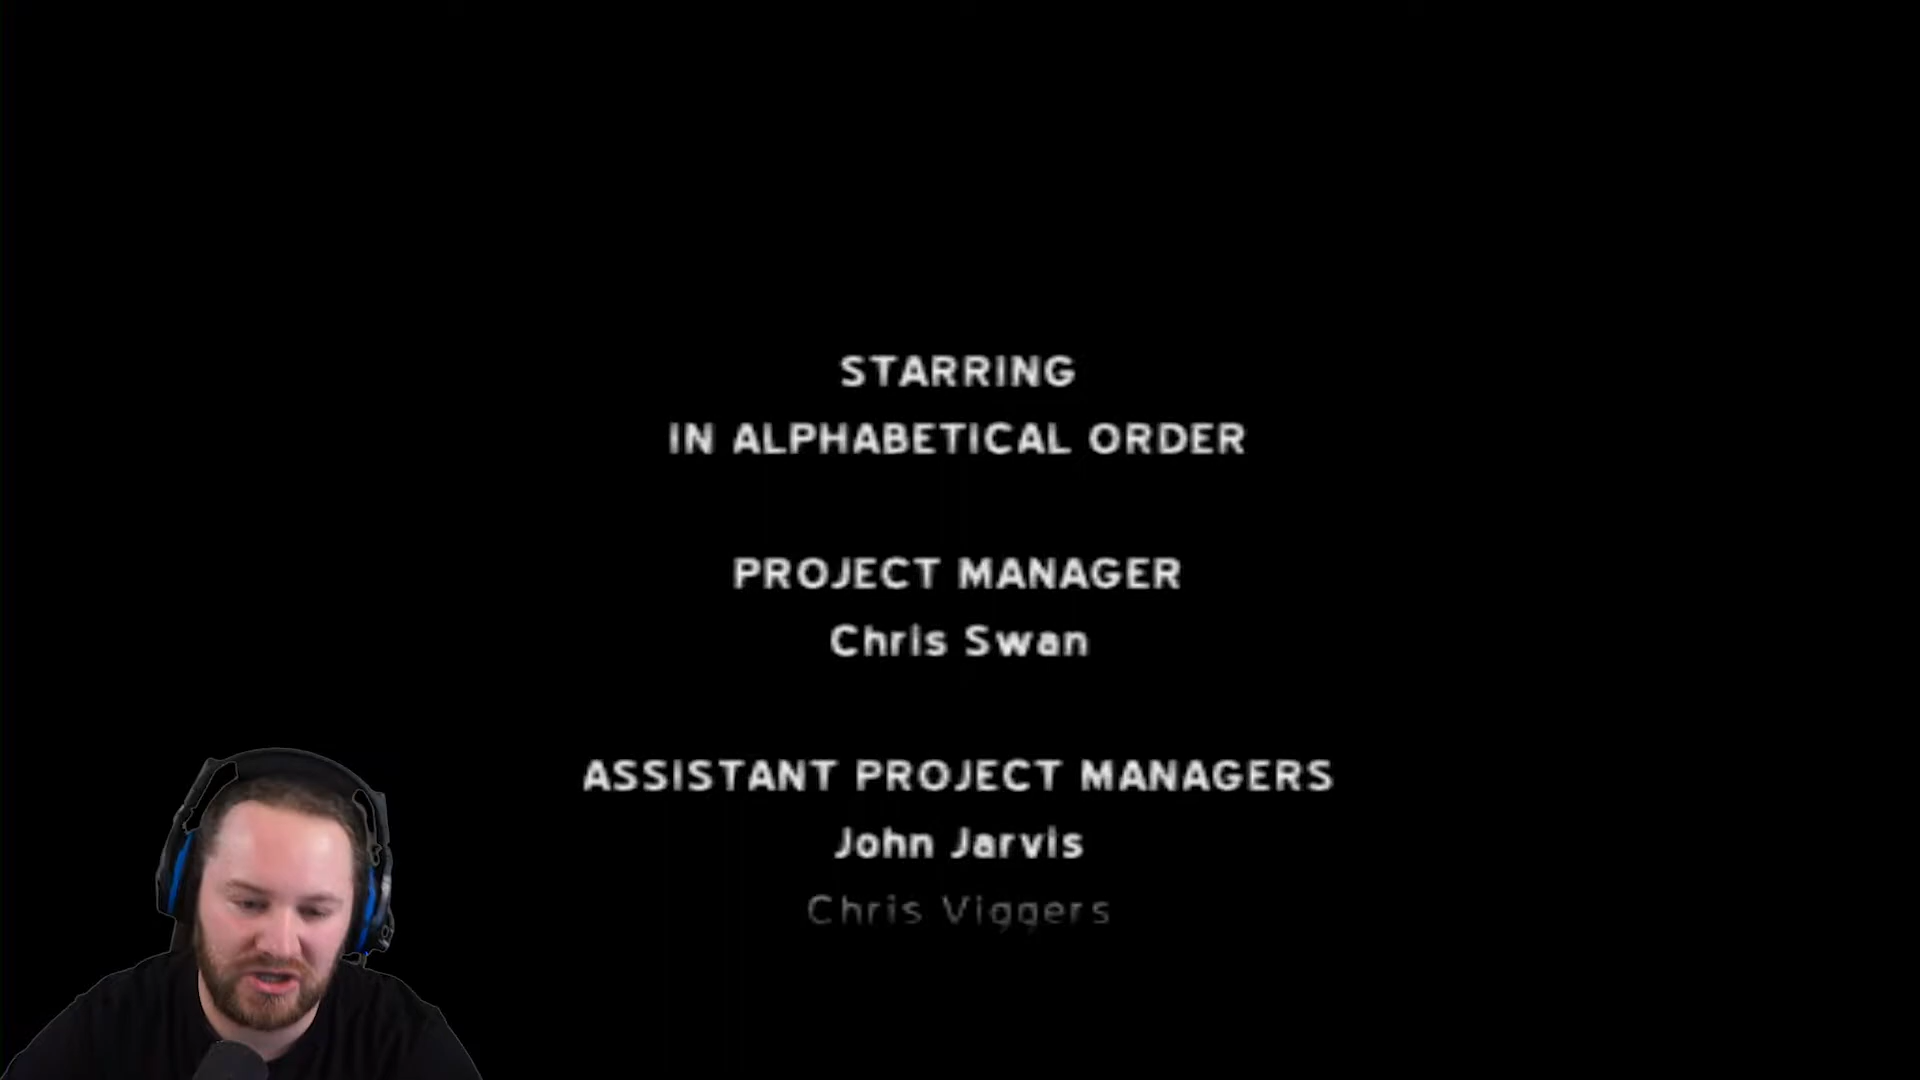 STARRING
IN ALPHABETICAL ORDER
PROJECT MANAGER
Chris Swan
ASSISTANT PROJECT MANAGERS
John Jarvis
Chris Viggers